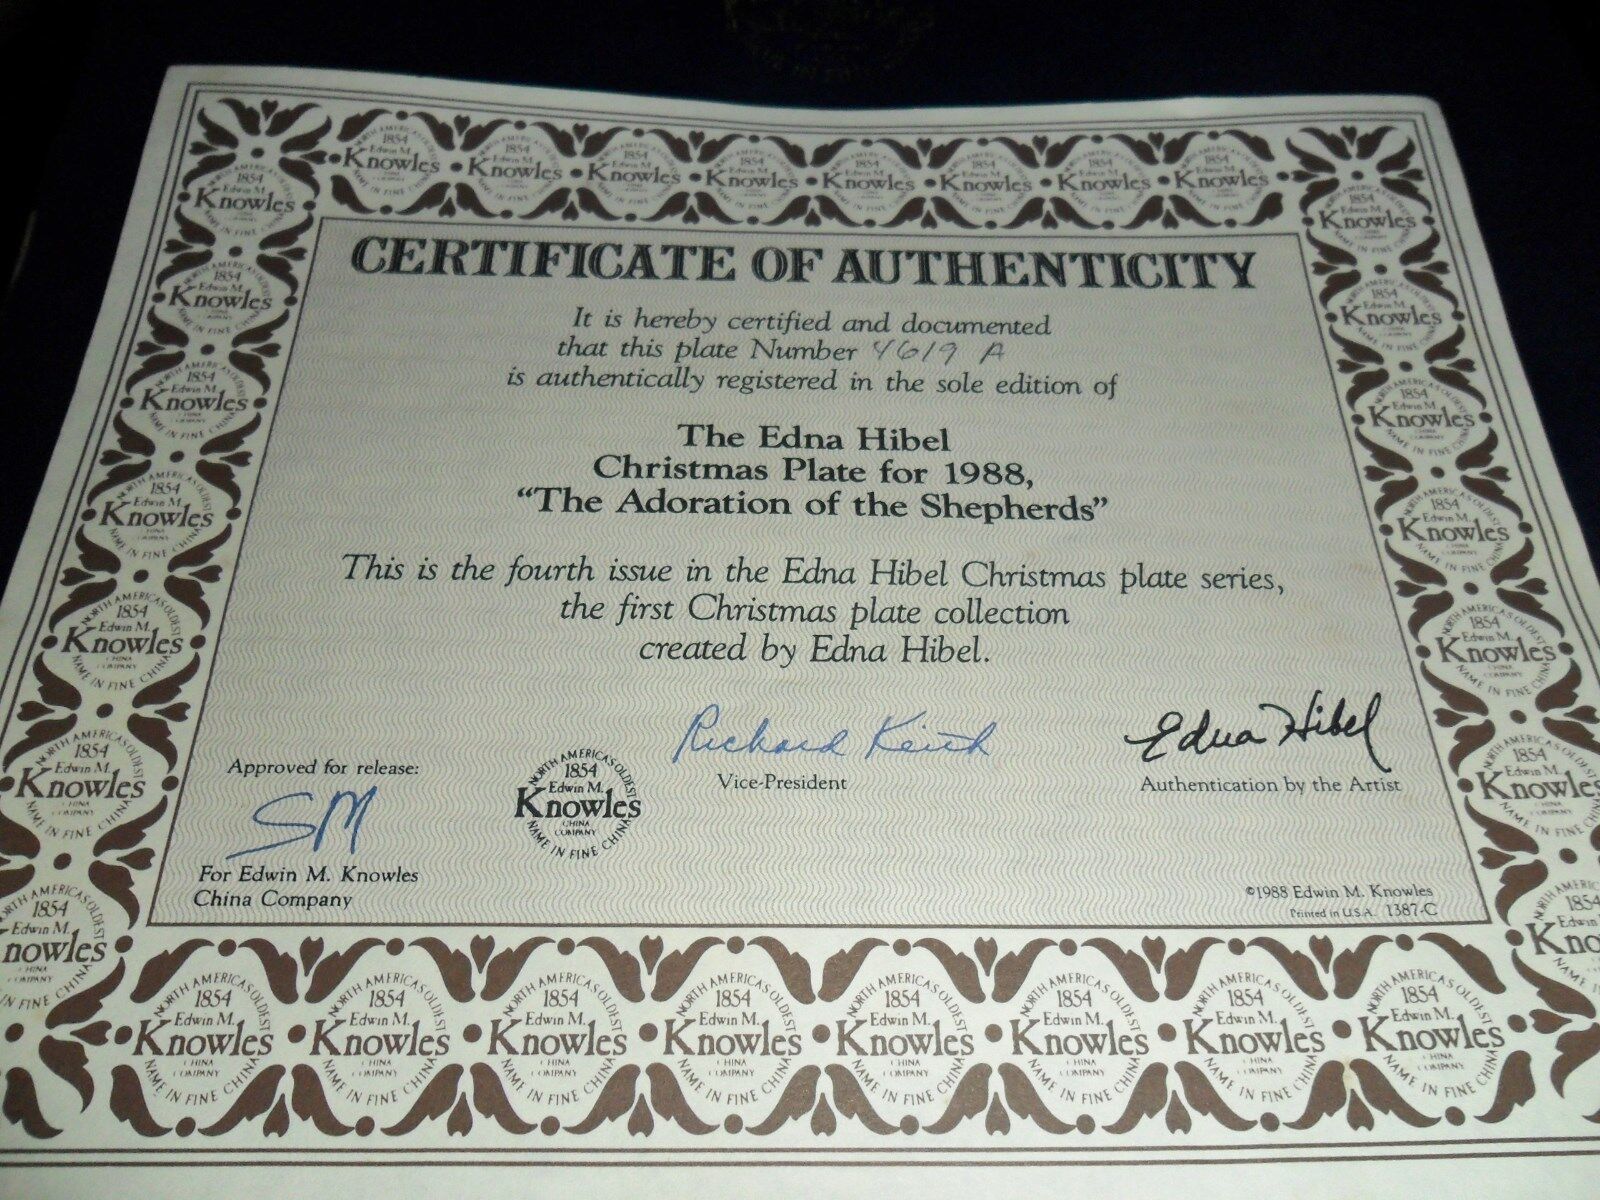 CERTIFICATE OF AUTHENTICITY
It is hereby certified and documented
that this plate Number 4619 A
is authentically registered in the sole edition of
The Edna Hibel
Christmas Plate for 1988,
“The Adoration of the Shepherds”
This is the fourth issue in the Edna Hibel Christmas plate series,
the first Christmas plate collection
created by Edna Hibel.
Approved for release:
SM
For Edwin M. Knowles
China Company
NORTH AMERICA'S OLDEST
1854
Edwin M.
Knowles
CHINA
COMPANY
NAME IN FINE CHINA
Richard Keith
Vice-President
Edna Hibel
Authentication by the Artist
©1988 Edwin M. Knowles
Printed in U.S.A. 1387-C